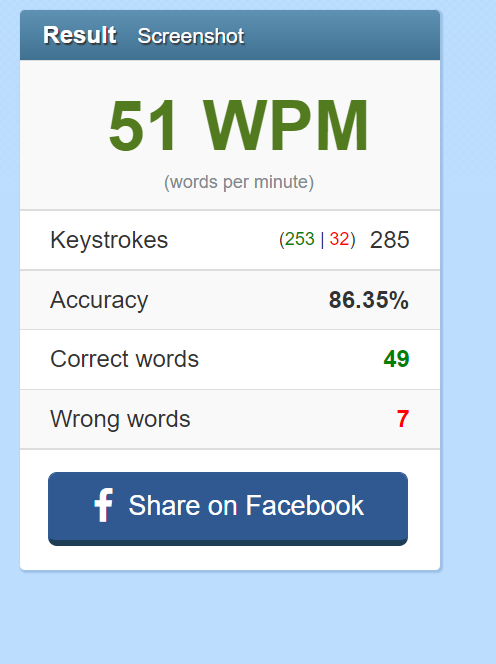 Result Screenshot
51 WPM
(words per minute)
Keystrokes (253 | 32) 285
Accuracy 86.35%
Correct words 49
Wrong words 7
f Share on Facebook